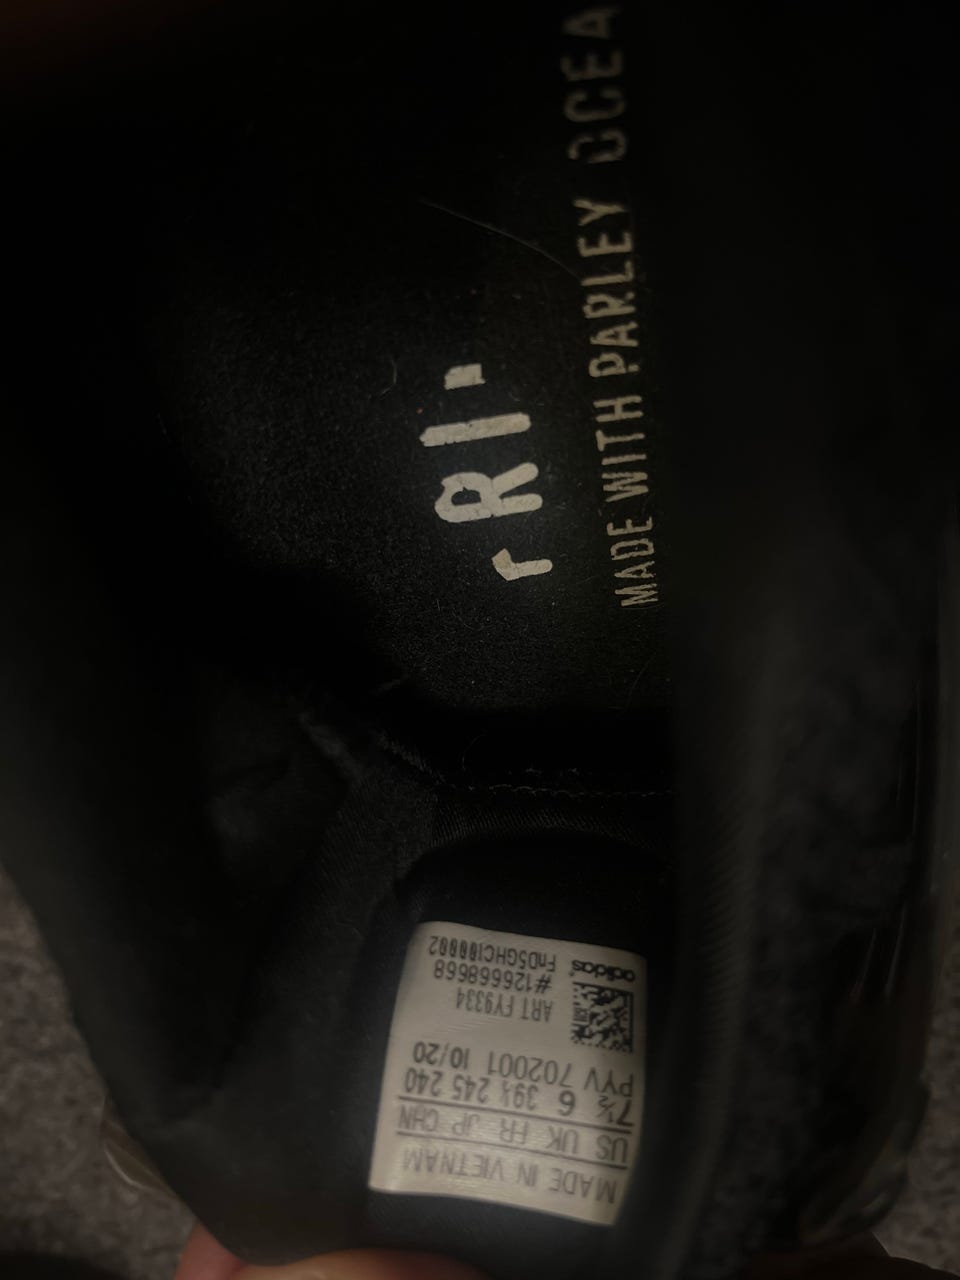 MADE WITH PARLEY OCEA
MADE IN VIETNAM
US UK FR JP CHN
7½ 6 39⅓ 245 240
PYV 702001 10/20
ART FY9334
#126668668
adidas